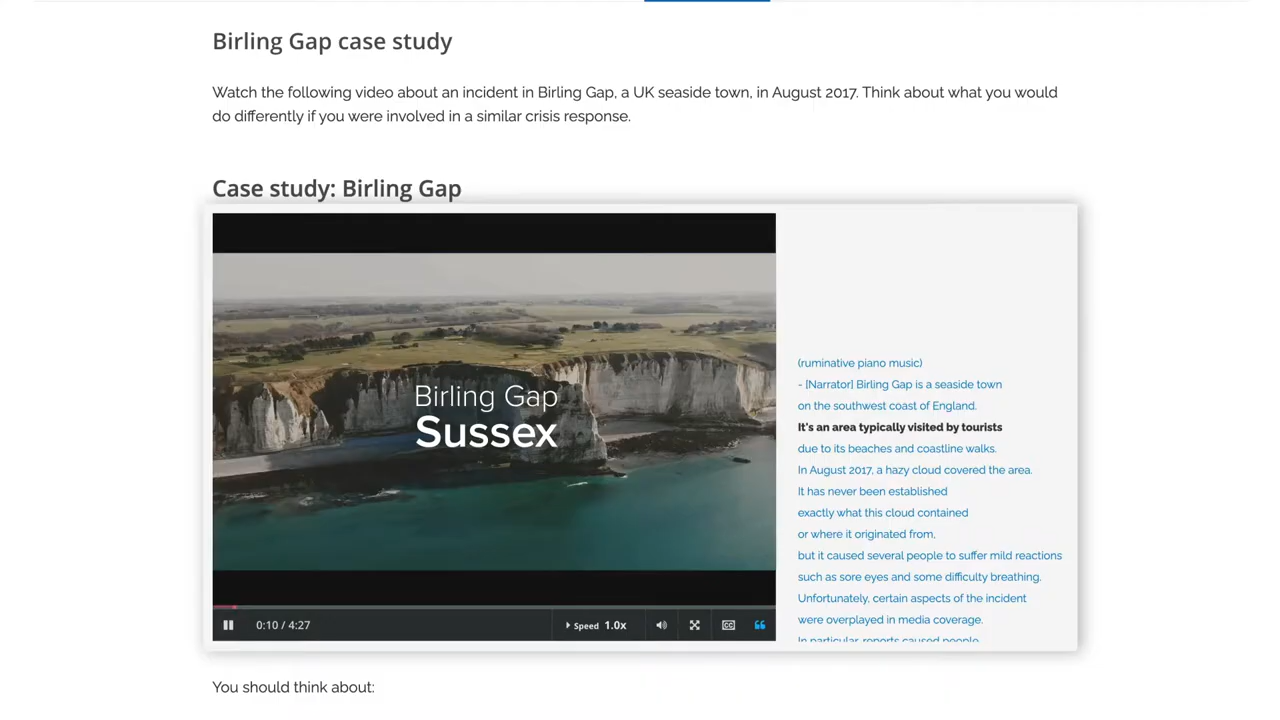 Birling Gap case study
Watch the following video about an incident in Birling Gap, a UK seaside town, in August 2017. Think about what you would
do differently if you were involved in a similar crisis response.
Case study: Birling Gap
Birling Gap
Sussex
(ruminative piano music)
- [Narrator] Birling Gap is a seaside town
on the southwest coast of England.
It's an area typically visited by tourists
due to its beaches and coastline walks.
In August 2017, a hazy cloud covered the area.
It has never been established
exactly what this cloud contained
or where it originated from,
but it caused several people to suffer mild reactions
such as sore eyes and some difficulty breathing.
Unfortunately, certain aspects of the incident
were overplayed in media coverage.
In particular, reports caused people
0:10 / 4:27
Speed 1.0x
CC
You should think about: